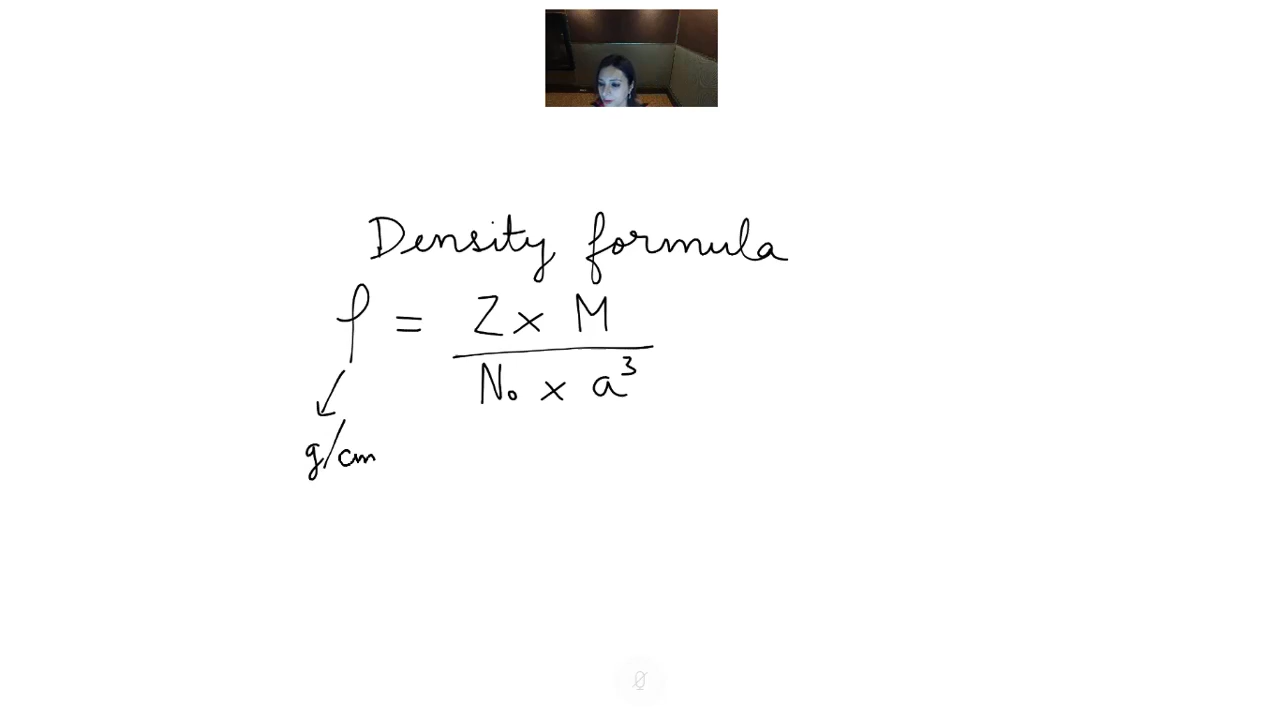 Density formula
ρ = Z × M
N₀ × a³
g/cm